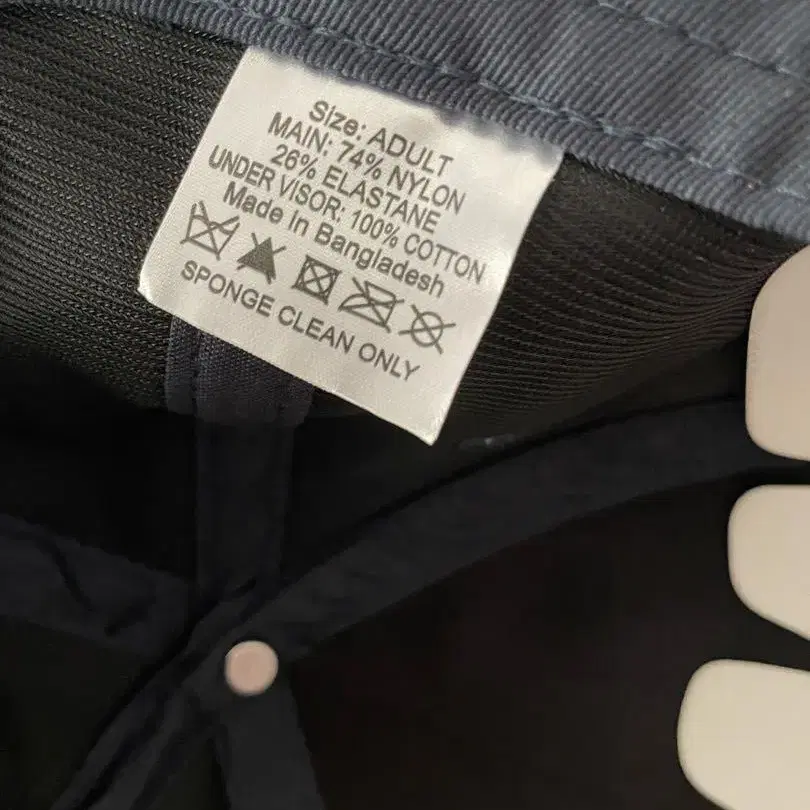 Size: ADULT
MAIN: 74% NYLON
26% ELASTANE
UNDER VISOR: 100% COTTON
Made in Bangladesh
SPONGE CLEAN ONLY